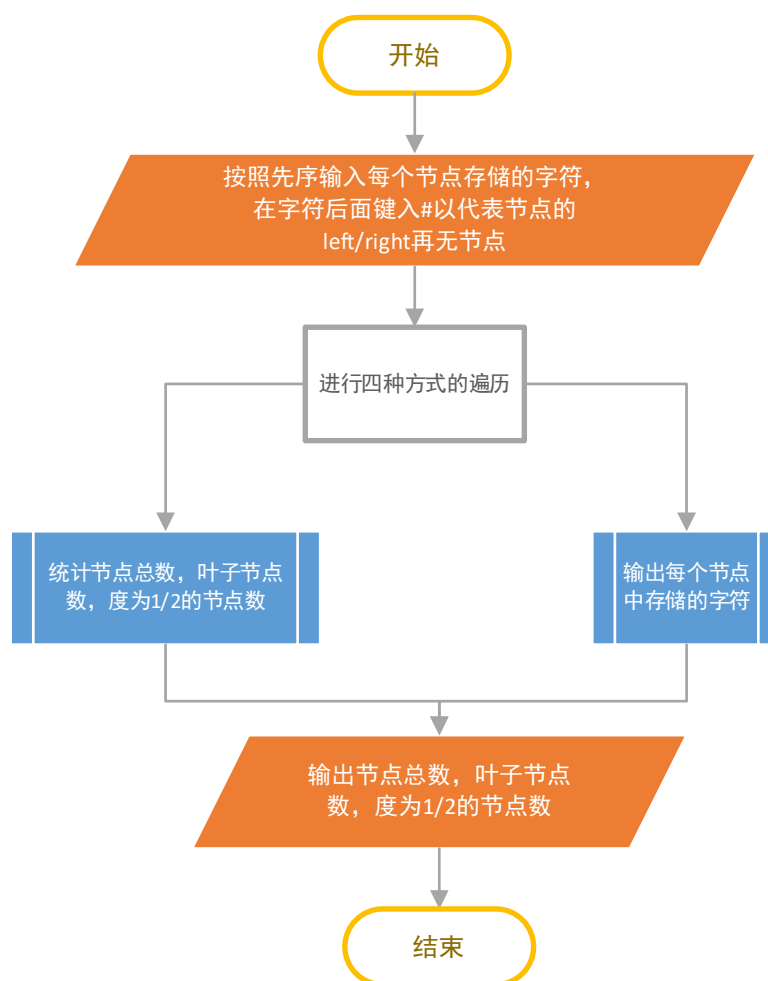 开始
按照先序输入每个节点存储的字符，
在字符后面键入#以代表节点的
left/right再无节点
进行四种方式的遍历
统计节点总数，叶子节点
数，度为1/2的节点数
输出每个节点
中存储的字符
输出节点总数，叶子节点
数，度为1/2的节点数
结束